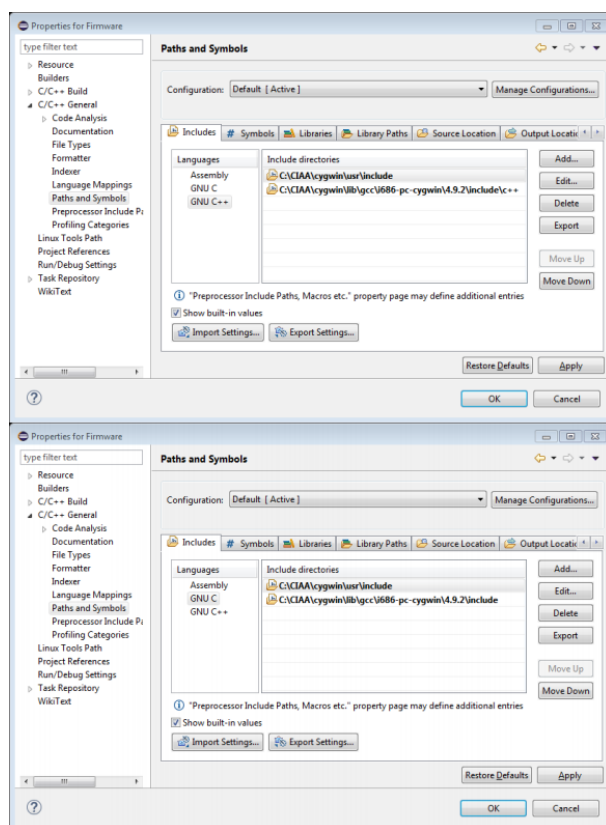 Properties for Firmware
type filter text
Paths and Symbols
Resource
Builders
C/C++ Build
C/C++ General
Code Analysis
Documentation
File Types
Formatter
Indexer
Language Mappings
Paths and Symbols
Preprocessor Include Pa
Profiling Categories
Linux Tools Path
Project References
Run/Debug Settings
Task Repository
WikiText
Configuration: Default [ Active ] Manage Configurations...
Includes # Symbols Libraries Library Paths Source Location Output Locatic
Languages Include directories
Assembly
GNU C
GNU C++
C:\CIAA\cygwin\usr\include
C:\CIAA\cygwin\lib\gcc\i686-pc-cygwin\4.9.2\include\c++
Add...
Edit...
Delete
Export
Move Up
Move Down
"Preprocessor Include Paths, Macros etc." property page may define additional entries
Show built-in values
Import Settings... Export Settings...
Restore Defaults Apply
OK Cancel
Properties for Firmware
type filter text
Paths and Symbols
Resource
Builders
C/C++ Build
C/C++ General
Code Analysis
Documentation
File Types
Formatter
Indexer
Language Mappings
Paths and Symbols
Preprocessor Include Pa
Profiling Categories
Linux Tools Path
Project References
Run/Debug Settings
Task Repository
WikiText
Configuration: Default [ Active ] Manage Configurations...
Includes # Symbols Libraries Library Paths Source Location Output Locatic
Languages Include directories
Assembly
GNU C
GNU C++
C:\CIAA\cygwin\usr\include
C:\CIAA\cygwin\lib\gcc\i686-pc-cygwin\4.9.2\include
Add...
Edit...
Delete
Export
Move Up
Move Down
"Preprocessor Include Paths, Macros etc." property page may define additional entries
Show built-in values
Import Settings... Export Settings...
Restore Defaults Apply
OK Cancel